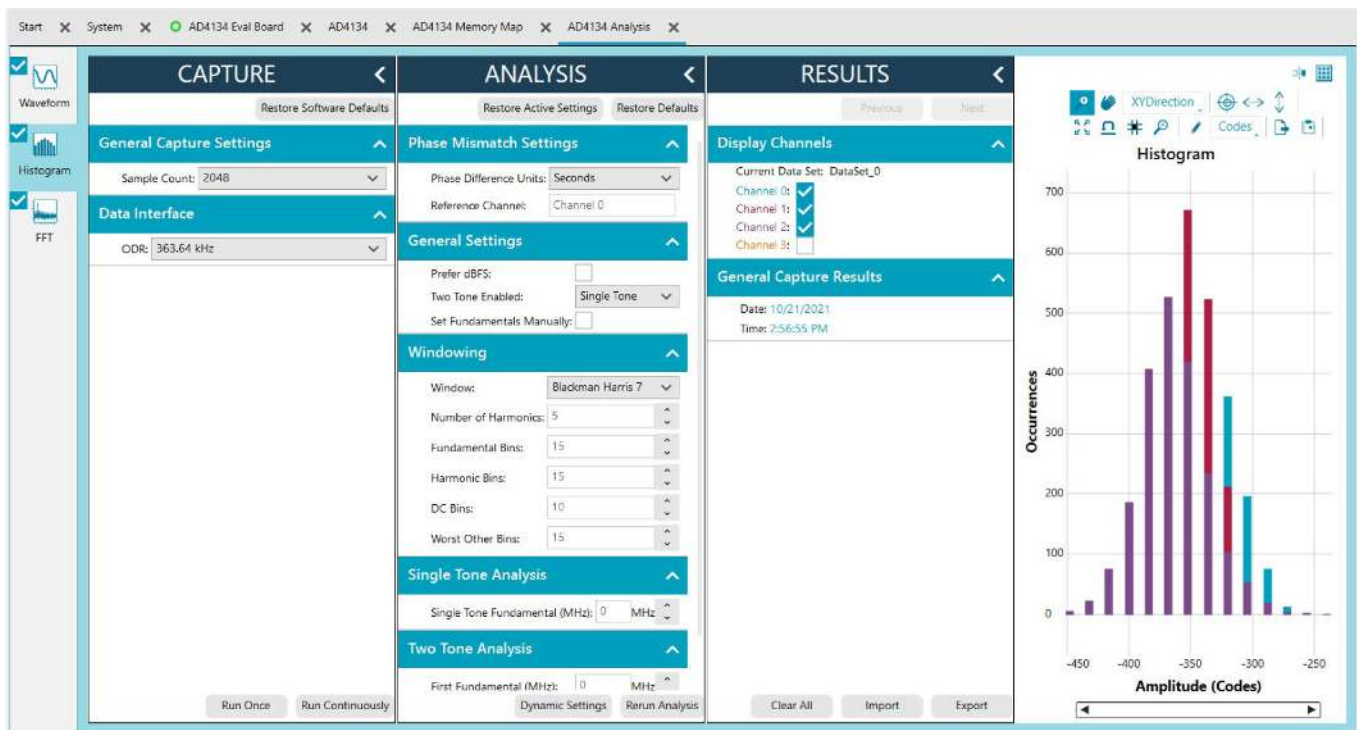 Start System AD4134 Eval Board AD4134 AD4134 Memory Map AD4134 Analysis
Waveform
Histogram
FFT
CAPTURE
Restore Software Defaults
General Capture Settings
Sample Count: 2048
Data Interface
ODR: 363.64 kHz
Run Once Run Continuously
ANALYSIS
Restore Active Settings Restore Defaults
Phase Mismatch Settings
Phase Difference Units: Seconds
Reference Channel: Channel 0
General Settings
Prefer dBFS:
Two Tone Enabled: Single Tone
Set Fundamentals Manually:
Windowing
Window: Blackman Harris 7
Number of Harmonics: 5
Fundamental Bins: 15
Harmonic Bins: 15
DC Bins: 10
Worst Other Bins: 15
Single Tone Analysis
Single Tone Fundamental (MHz): 0 MHz
Two Tone Analysis
First Fundamental (MHz): 0 MHz
Dynamic Settings Rerun Analysis
RESULTS
Previous Next
Display Channels
Current Data Set: DataSet_0
Channel 0:
Channel 1:
Channel 2:
Channel 3:
General Capture Results
Date: 10/21/2021
Time: 2:56:55 PM
Clear All Import Export
XYDirection
Codes
Histogram
700
600
500
400
300
200
100
0
Occurrences
-450 -400 -350 -300 -250
Amplitude (Codes)